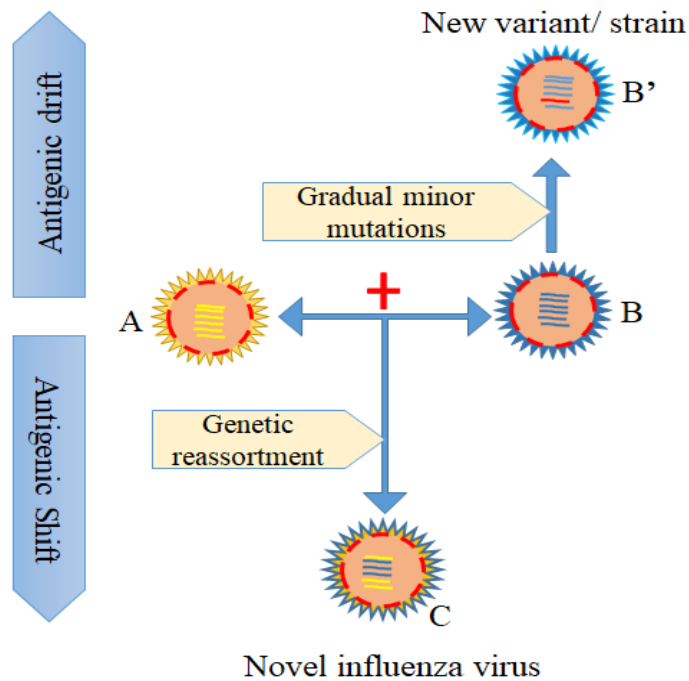 New variant/ strain
B’
Antigenic drift
Gradual minor
mutations
A
B
Genetic
reassortment
Antigenic Shift
C
Novel influenza virus